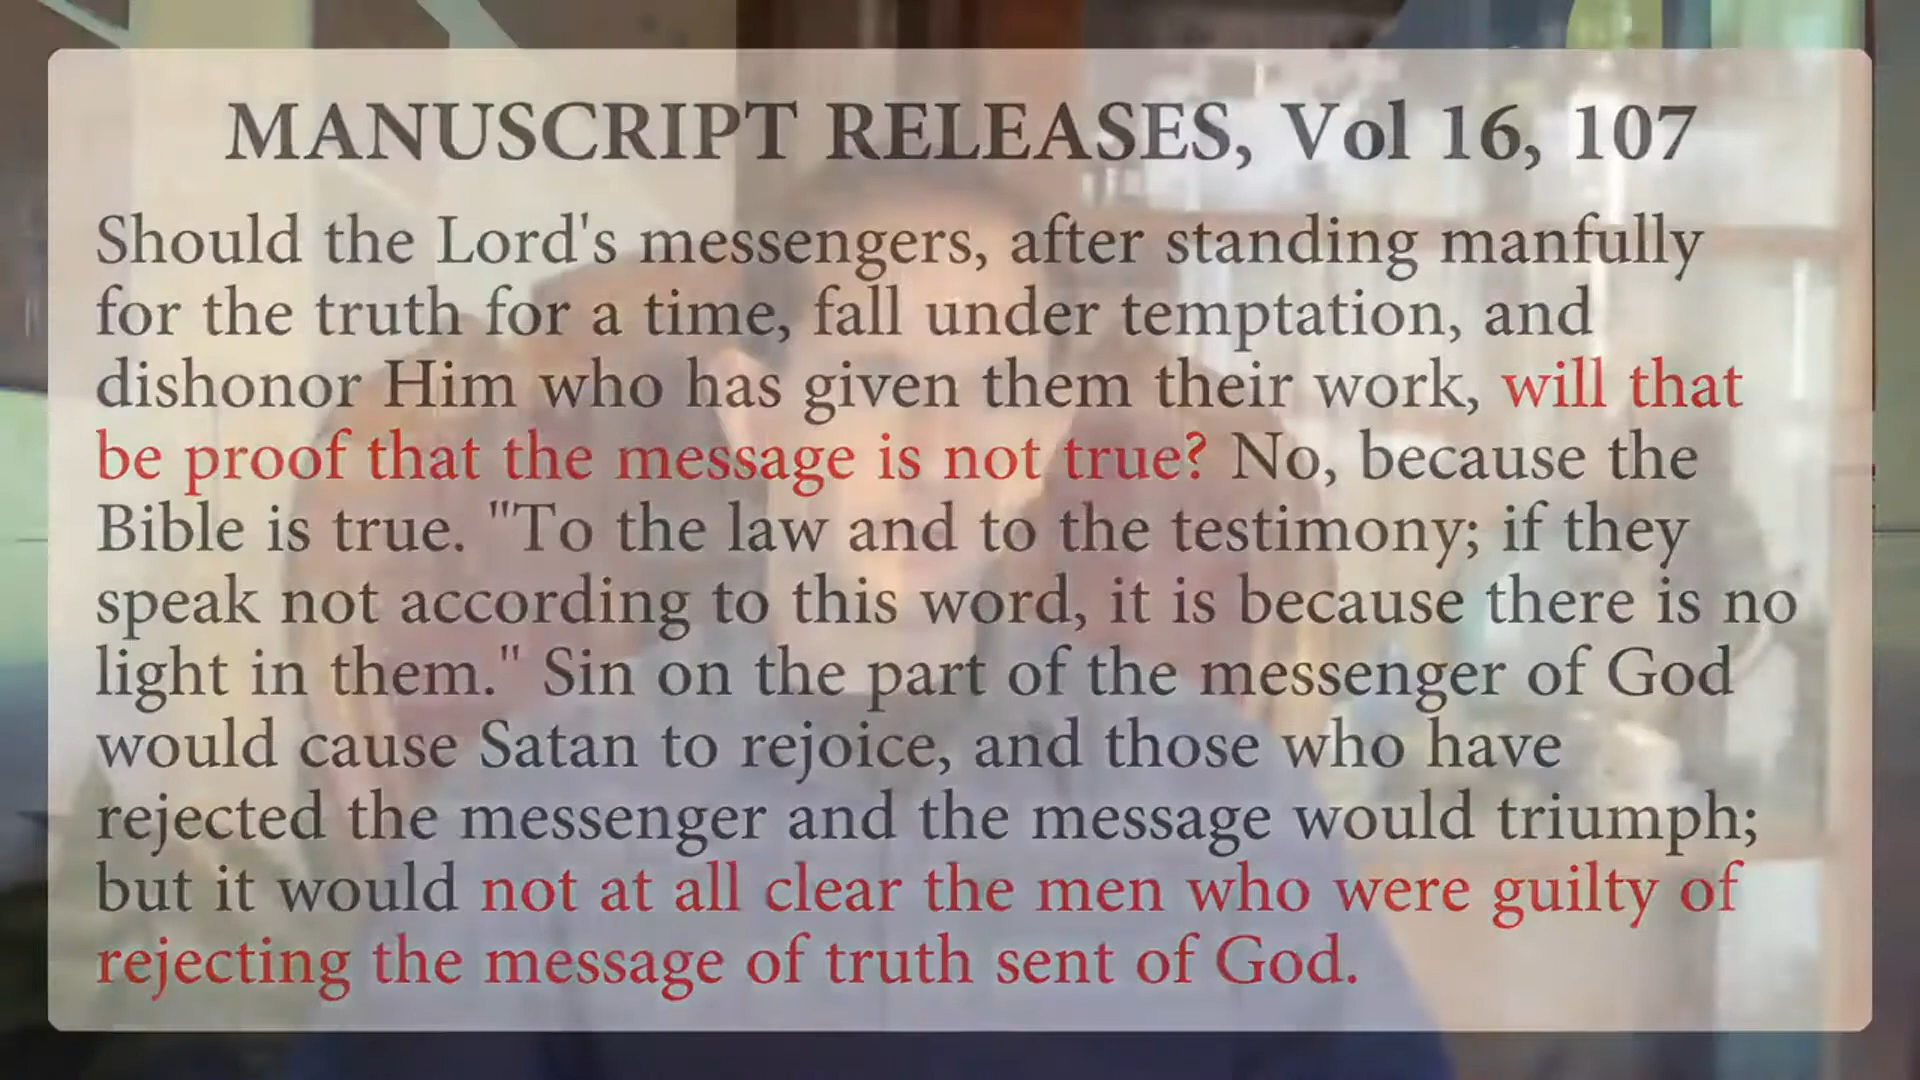 MANUSCRIPT RELEASES, Vol 16, 107
Should the Lord's messengers, after standing manfully
for the truth for a time, fall under temptation, and
dishonor Him who has given them their work, will that
be proof that the message is not true? No, because the
Bible is true. "To the law and to the testimony; if they
speak not according to this word, it is because there is no
light in them." Sin on the part of the messenger of God
would cause Satan to rejoice, and those who have
rejected the messenger and the message would triumph;
but it would not at all clear the men who were guilty of
rejecting the message of truth sent of God.